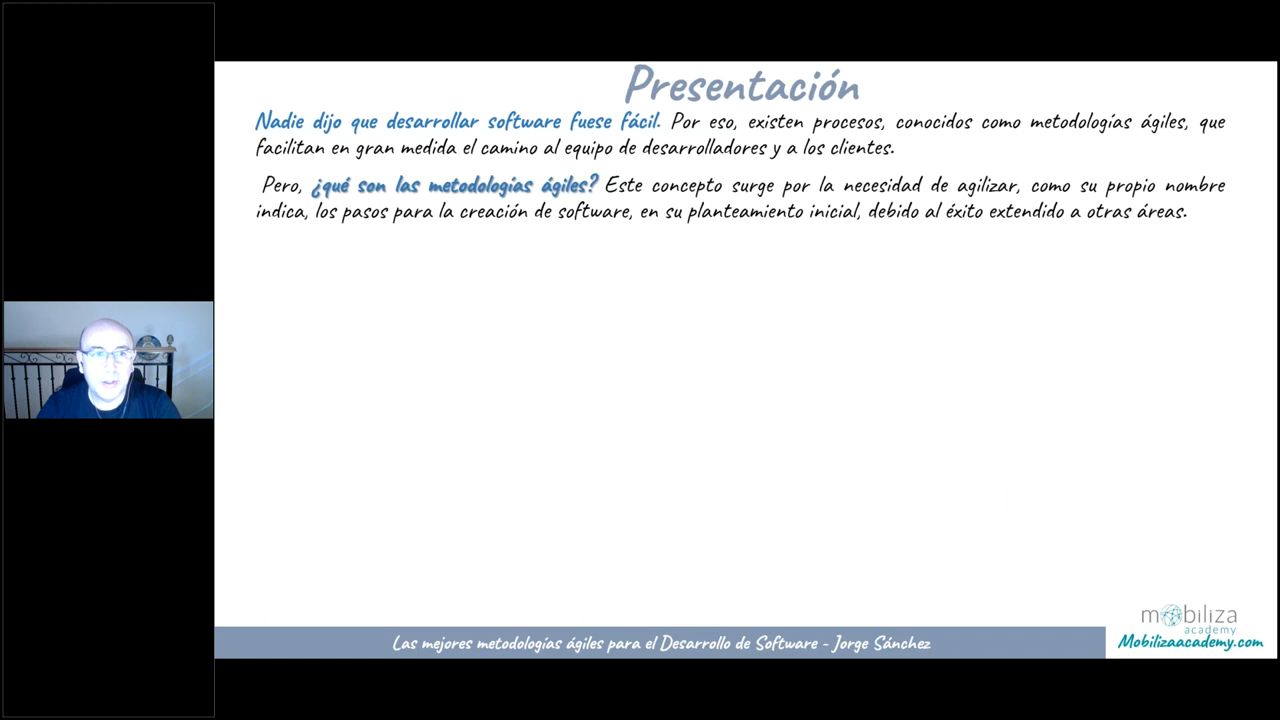 Presentación
Nadie dijo que desarrollar software fuese fácil. Por eso, existen procesos, conocidos como metodologías ágiles, que
facilitan en gran medida el camino al equipo de desarrolladores y a los clientes.
Pero, ¿qué son las metodologías ágiles? Este concepto surge por la necesidad de agilizar, como su propio nombre
indica, los pasos para la creación de software, en su planteamiento inicial, debido al éxito extendido a otras áreas.
mobiliza
academy
Las mejores metodologías ágiles para el Desarrollo de Software - Jorge Sánchez
Mobilizaacademy.com